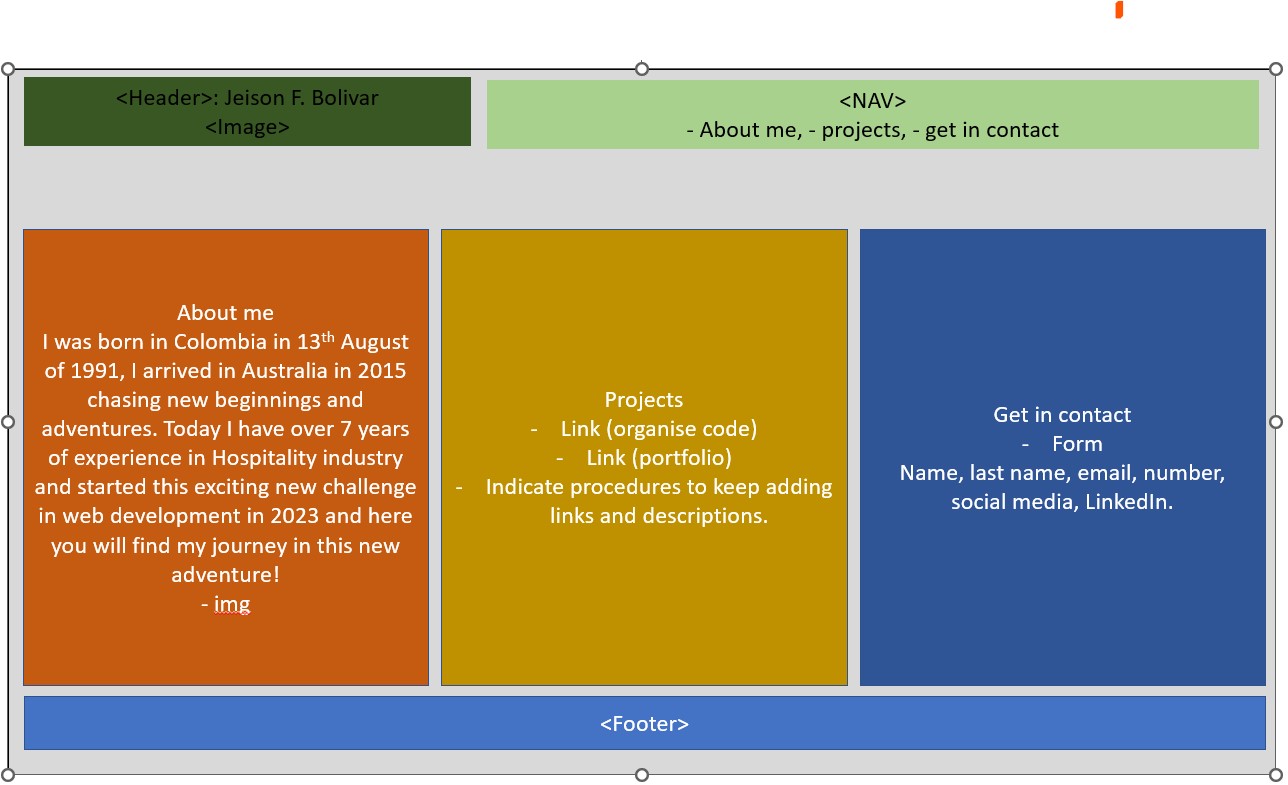 <Header>: Jeison F. Bolivar
<Image>
<NAV>
- About me, - projects, - get in contact
About me
I was born in Colombia in 13th August
of 1991, I arrived in Australia in 2015
chasing new beginnings and
adventures. Today I have over 7 years
of experience in Hospitality industry
and started this exciting new challenge
in web development in 2023 and here
you will find my journey in this new
adventure!
- img
Projects
- Link (organise code)
- Link (portfolio)
- Indicate procedures to keep adding
links and descriptions.
Get in contact
- Form
Name, last name, email, number,
social media, LinkedIn.
<Footer>